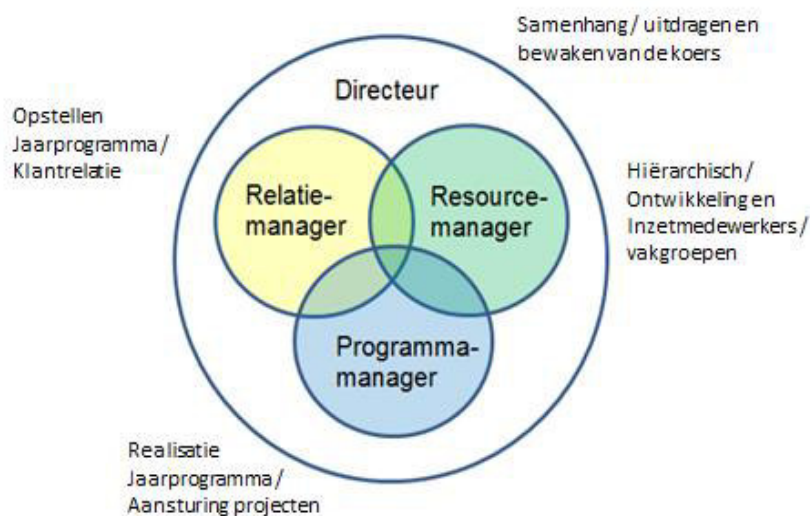 Samenhang/ uitdragen en
bewaken van de koers
Directeur
Opstellen
Jaarprogramma/
Klantrelatie
Relatie-
manager
Resource-
manager
Hiërarchisch/
Ontwikkeling en
Inzet medewerkers/
vakgroepen
Programma-
manager
Realisatie
Jaarprogramma/
Aansturing projecten